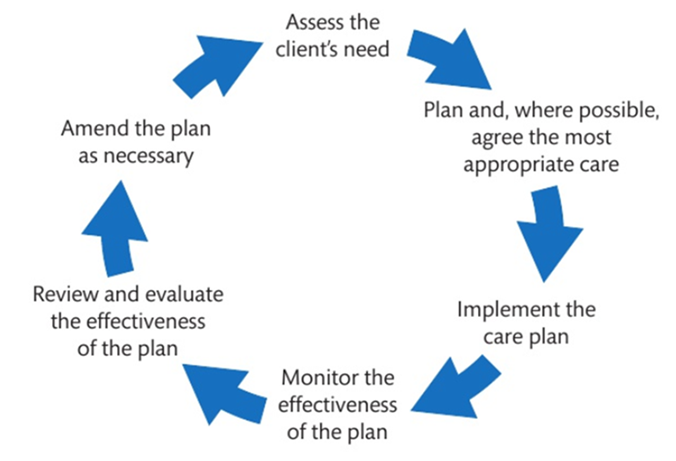 Assess the
client's need
Plan and, where possible,
agree the most
appropriate care
Implement the
care plan
Monitor the
effectiveness
of the plan
Review and evaluate
the effectiveness
of the plan
Amend the plan
as necessary